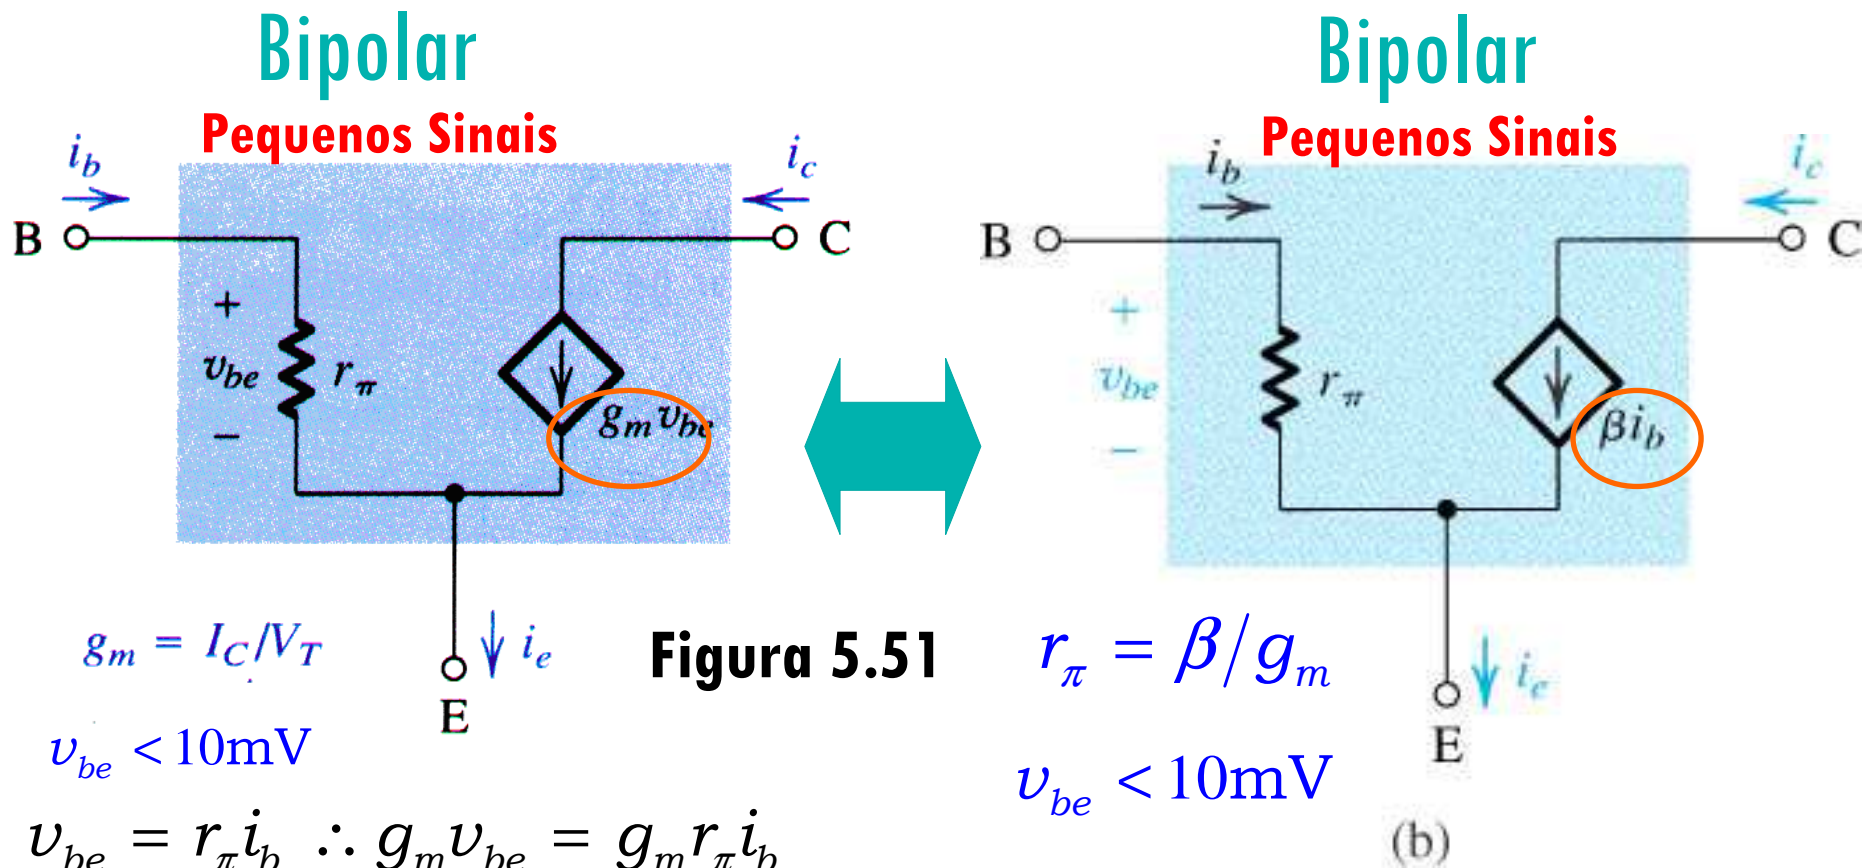 Bipolar
Pequenos Sinais
i_b
i_c
B
C
+
v_be
r_π
−
g_m v_be
g_m = I_C/V_T
i_e
E
v_be < 10mV
v_be = r_π i_b ∴ g_m v_be = g_m r_π i_b
Figura 5.51
Bipolar
Pequenos Sinais
i_b
i_c
B
C
+
v_be
r_π
−
βi_b
r_π = β/g_m
i_e
E
v_be < 10mV
(b)